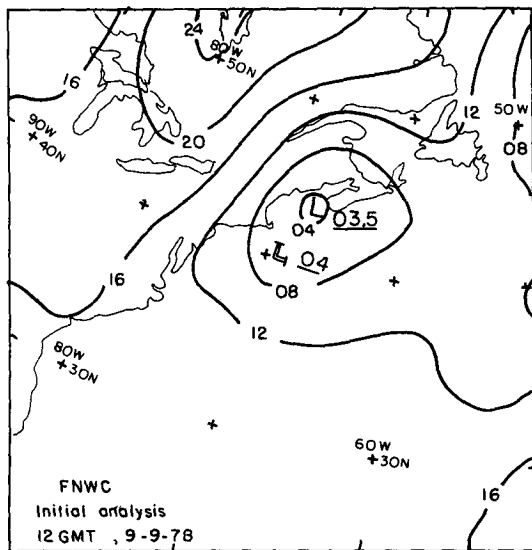 24
80W
50N
16
50W
12
90W
40N
20
08
L 03.5
04
L 04
16
08
12
80W
30N
60W
30N
FNWC
16
Initial analysis
12 GMT , 9-9-78